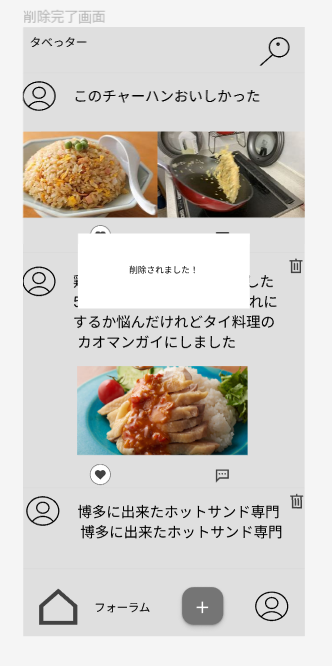 削除完了画面
タベッター
このチャーハンおいしかった
削除されました！
した
れに
するか悩んだけれどタイ料理の
カオマンガイにしました
博多に出来たホットサンド専門
博多に出来たホットサンド専門
フォーラム